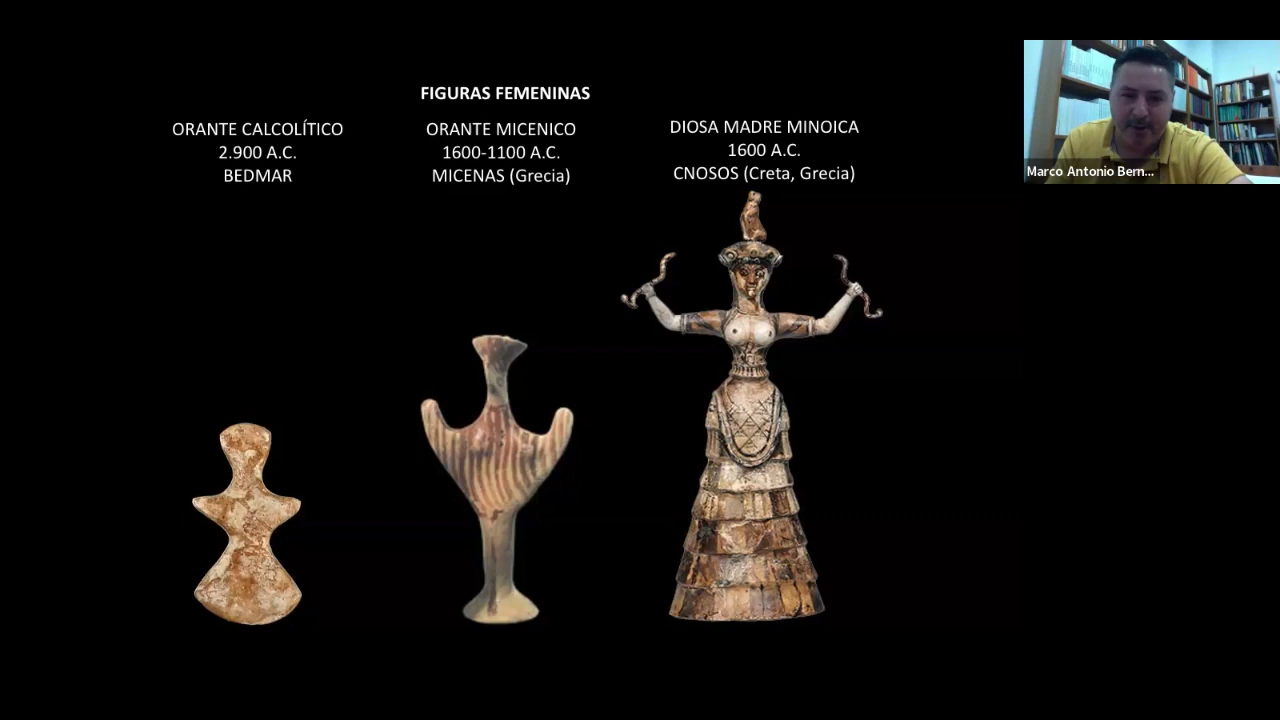 FIGURAS FEMENINAS
ORANTE CALCOLÍTICO
2.900 A.C.
BEDMAR
ORANTE MICENICO
1600-1100 A.C.
MICENAS (Grecia)
DIOSA MADRE MINOICA
1600 A.C.
CNOSOS (Creta, Grecia)
Marco Antonio Bern...